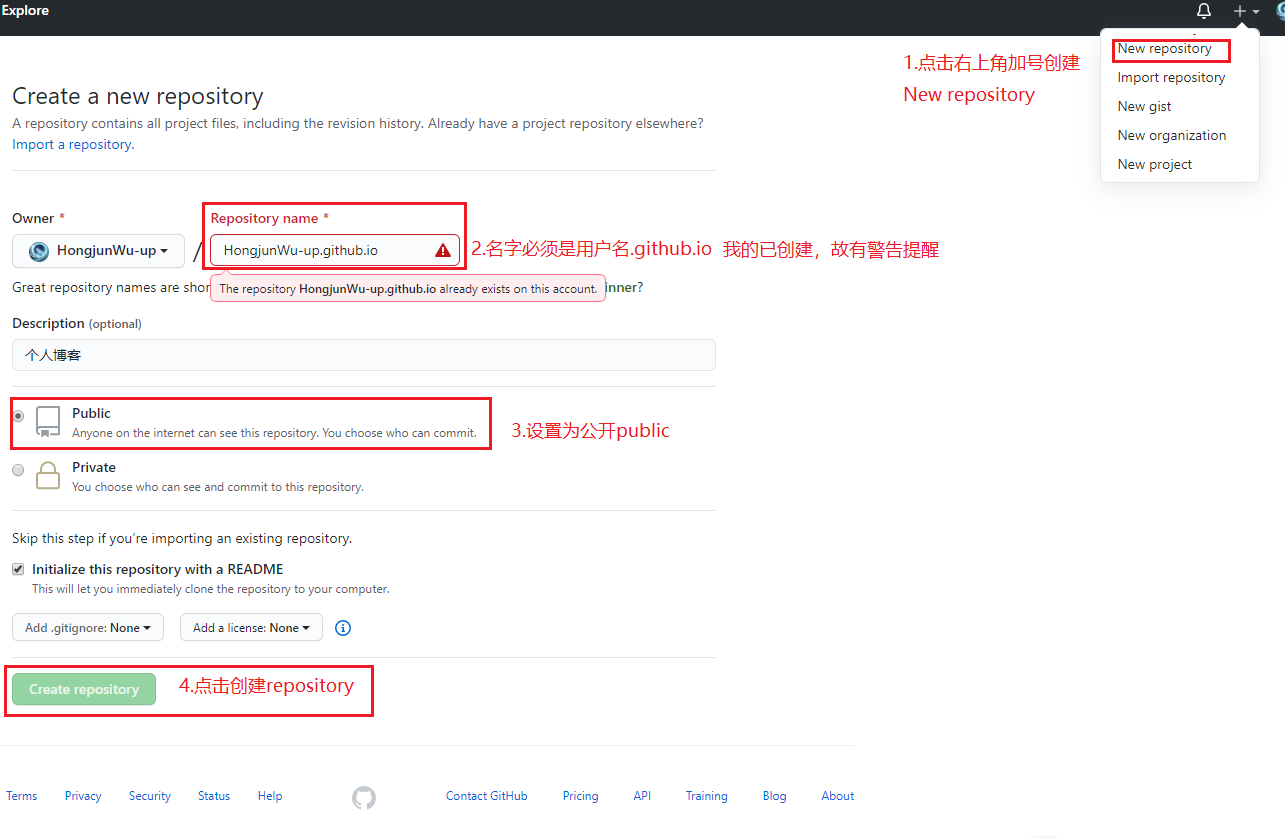 Explore
New repository
Import repository
New gist
New organization
New project
1.点击右上角加号创建
New repository
Create a new repository
A repository contains all project files, including the revision history. Already have a project repository elsewhere?
Import a repository.
Owner *
Repository name *
HongjunWu-up
/
HongjunWu-up.github.io
2.名字必须是用户名.github.io 我的已创建，故有警告提醒
Great repository names are shor
The repository HongjunWu-up.github.io already exists on this account.
inner?
Description (optional)
个人博客
Public
Anyone on the internet can see this repository. You choose who can commit.
3.设置为公开public
Private
You choose who can see and commit to this repository.
Skip this step if you’re importing an existing repository.
Initialize this repository with a README
This will let you immediately clone the repository to your computer.
Add .gitignore: None
Add a license: None
Create repository
4.点击创建repository
Terms Privacy Security Status Help Contact GitHub Pricing API Training Blog About